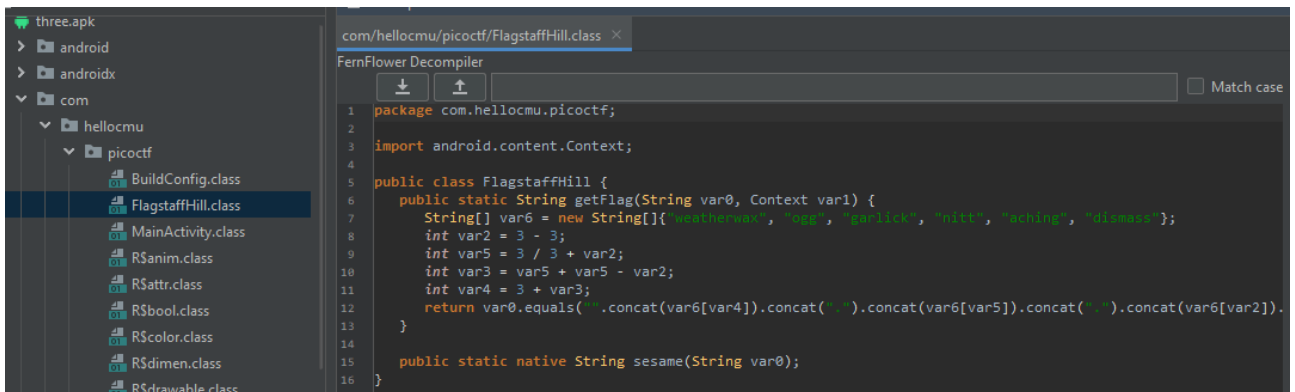 three.apk
android
androidx
com
hellocmu
picoctf
BuildConfig.class
FlagstaffHill.class
MainActivity.class
R$anim.class
R$attr.class
R$bool.class
R$color.class
R$dimen.class
R$drawable.class
com/hellocmu/picoctf/FlagstaffHill.class ×
FernFlower Decompiler
Match case
1 package com.hellocmu.picoctf;
2
3 import android.content.Context;
4
5 public class FlagstaffHill {
6 public static String getFlag(String var0, Context var1) {
7 String[] var6 = new String[]{"weatherwax", "ogg", "garlick", "nitt", "aching", "dismass"};
8 int var2 = 3 - 3;
9 int var5 = 3 / 3 + var2;
10 int var3 = var5 + var5 - var2;
11 int var4 = 3 + var3;
12 return var0.equals("".concat(var6[var4]).concat(".").concat(var6[var5]).concat(".").concat(var6[var2]).
13 }
14
15 public static native String sesame(String var0);
16 }